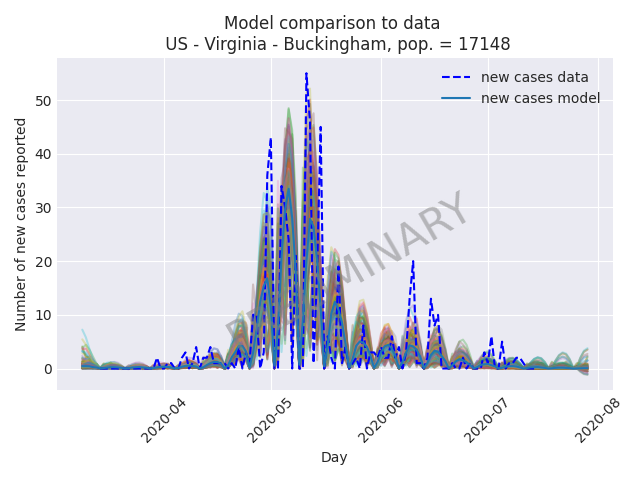 Model comparison to data
US - Virginia - Buckingham, pop. = 17148
new cases data
new cases model
Number of new cases reported
50
40
30
20
10
0
PRELIMINARY
2020-04
2020-05
2020-06
2020-07
2020-08
Day